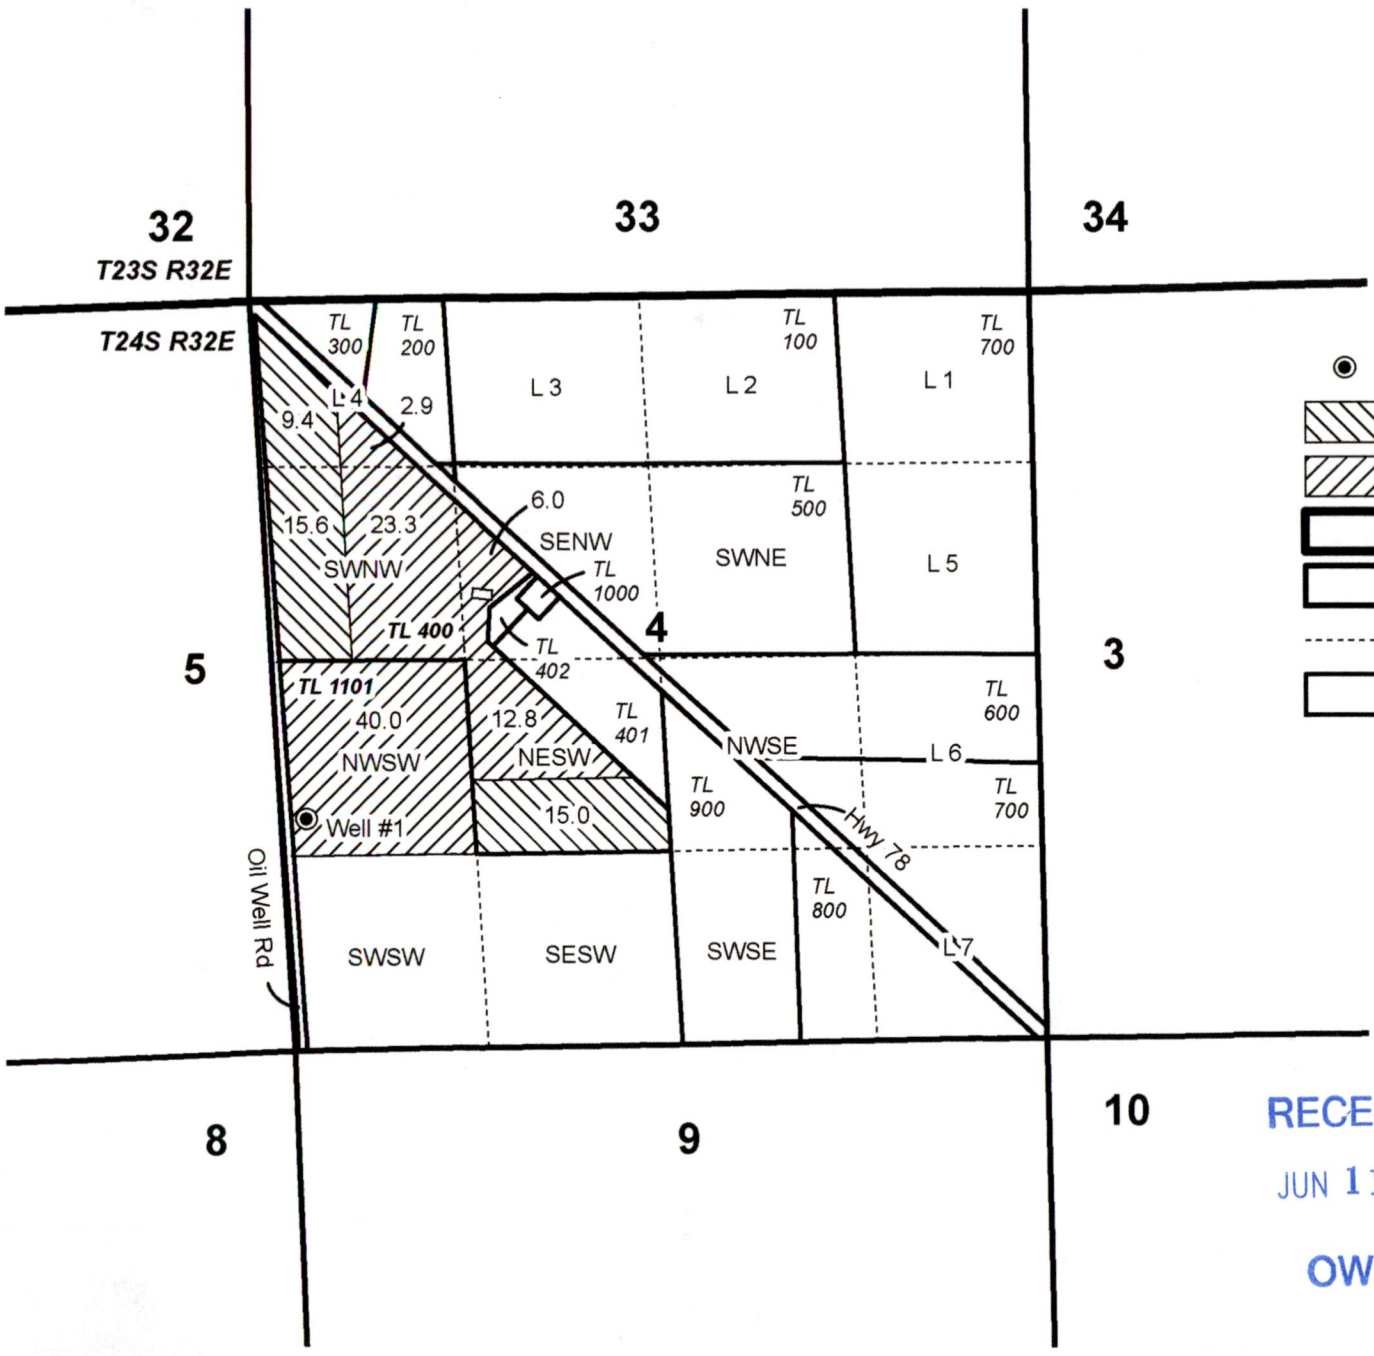 32
33
34
T23S R32E
T24S R32E
TL
300
TL
200
TL
100
TL
700
L 4
L 3
L 2
L 1
9.4
2.9
15.6
23.3
6.0
TL
500
SWNW
SENW
SWNE
L 5
TL
1000
TL 400
4
5
3
TL
402
TL 1101
40.0
12.8
TL
401
TL
600
NWSW
NESW
NWSE
L 6
15.0
TL
900
TL
700
Well #1
Hwy 78
Oil Well Rd
TL
800
SWSW
SESW
SWSE
L 7
8
9
10
RECE
JUN 11
OW